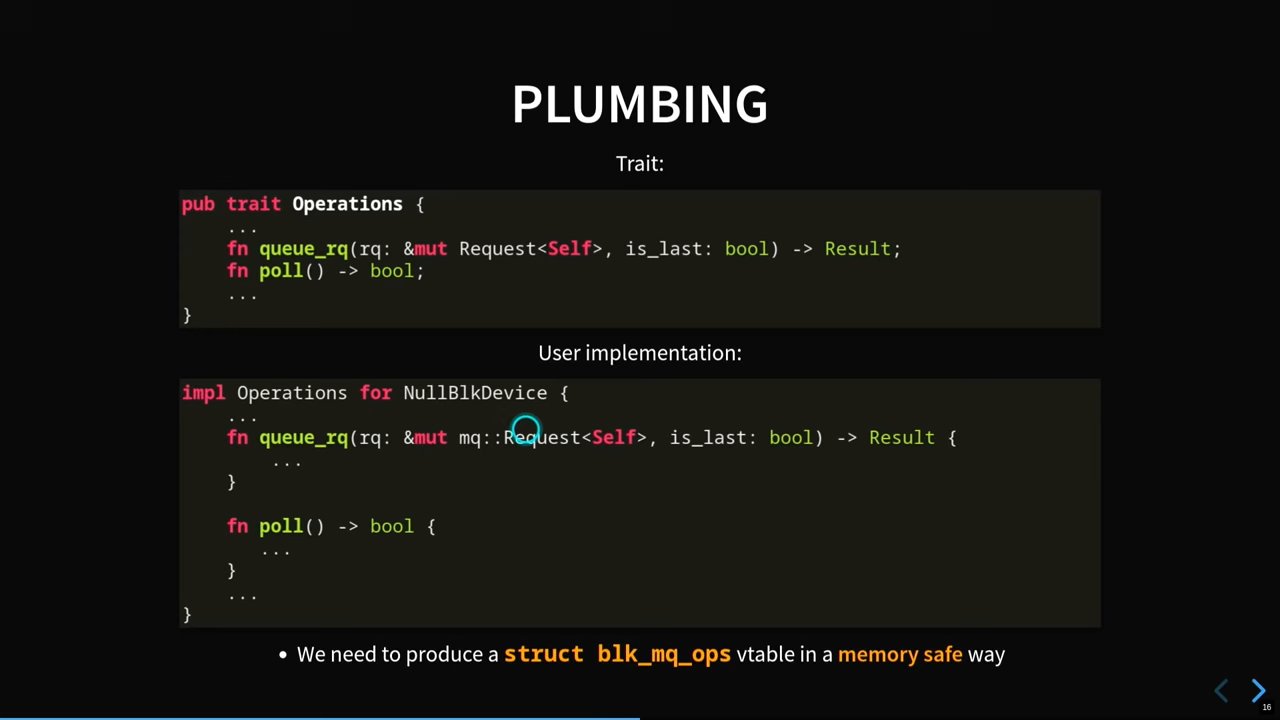 PLUMBING
Trait:
pub trait Operations {
    ...
    fn queue_rq(rq: &mut Request<Self>, is_last: bool) -> Result;
    fn poll() -> bool;
    ...
}
User implementation:
impl Operations for NullBlkDevice {
    ...
    fn queue_rq(rq: &mut mq::Request<Self>, is_last: bool) -> Result {
        ...
    }
    fn poll() -> bool {
       ...
    }
    ...
}
• We need to produce a struct blk_mq_ops vtable in a memory safe way
16